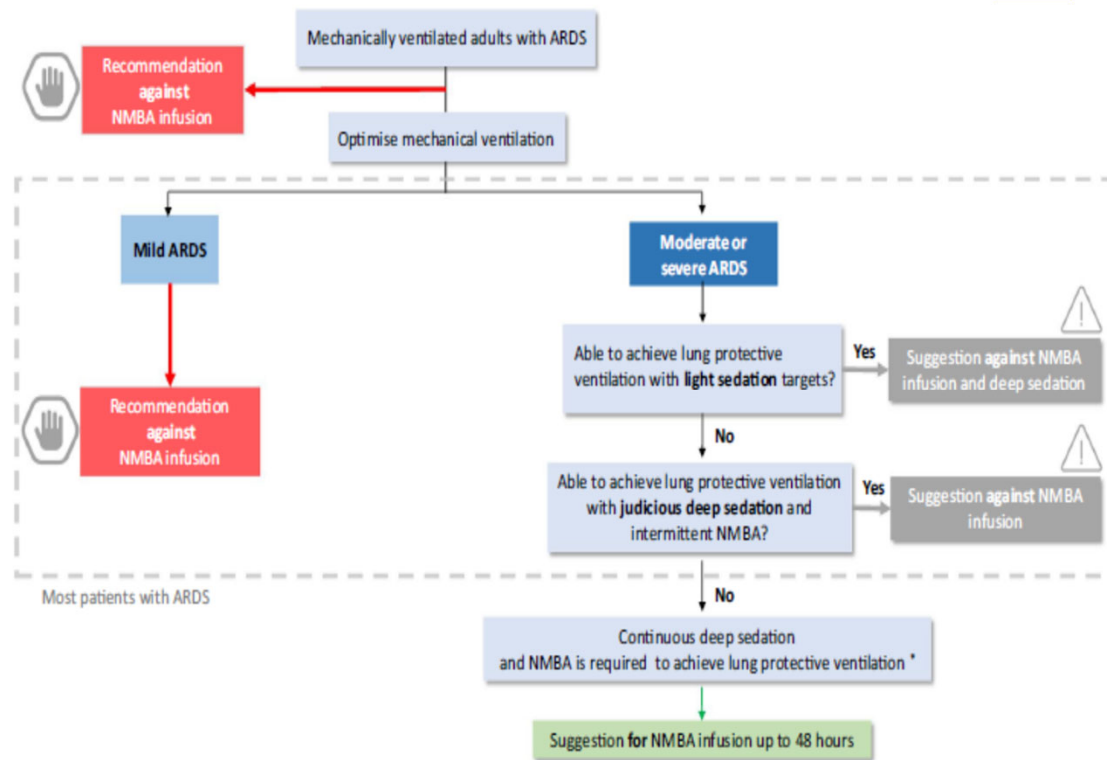 Mechanically ventilated adults with ARDS
Recommendation
against
NMBA infusion
Optimise mechanical ventilation
Mild ARDS
Moderate or
severe ARDS
Able to achieve lung protective
ventilation with light sedation targets?
Yes
Suggestion against NMBA
infusion and deep sedation
Recommendation
against
NMBA infusion
No
Able to achieve lung protective ventilation
with judicious deep sedation and
intermittent NMBA?
Yes
Suggestion against NMBA
infusion
Most patients with ARDS
No
Continuous deep sedation
and NMBA is required to achieve lung protective ventilation *
Suggestion for NMBA infusion up to 48 hours